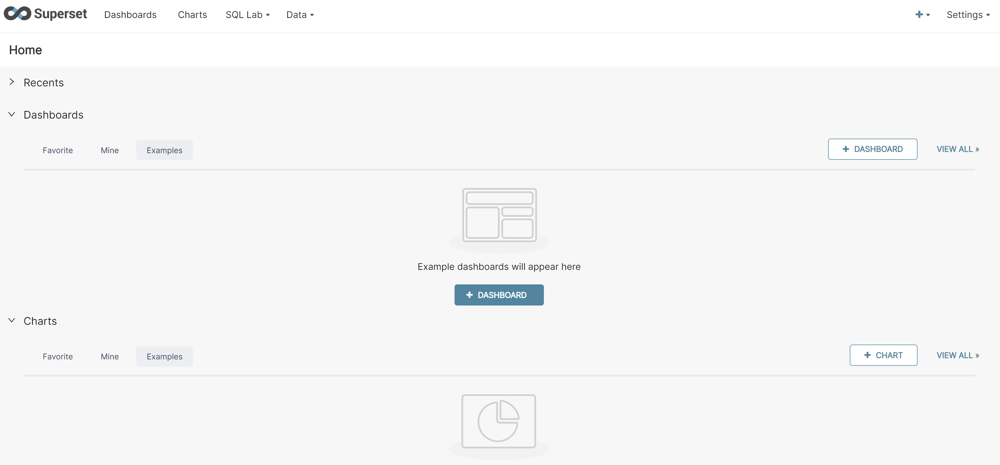 Superset Dashboards Charts SQL Lab Data Settings
Home
Recents
Dashboards
Favorite Mine Examples + DASHBOARD VIEW ALL »
Example dashboards will appear here
+ DASHBOARD
Charts
Favorite Mine Examples + CHART VIEW ALL »